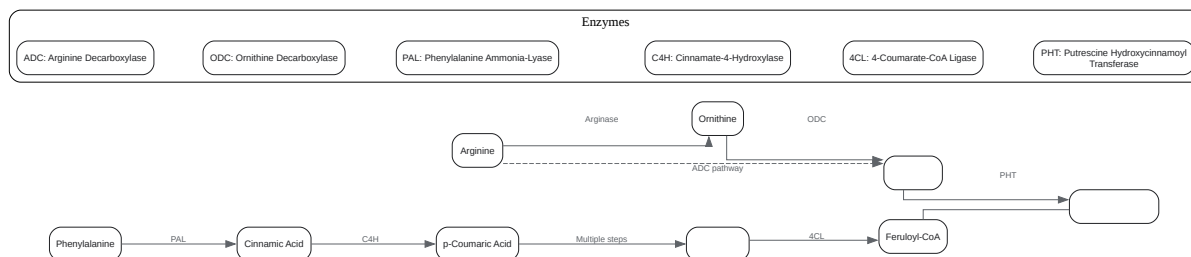 Enzymes
ADC: Arginine Decarboxylase
ODC: Ornithine Decarboxylase
PAL: Phenylalanine Ammonia-Lyase
C4H: Cinnamate-4-Hydroxylase
4CL: 4-Coumarate-CoA Ligase
PHT: Putrescine Hydroxycinnamoyl
Transferase
Arginase
Ornithine
ODC
Arginine
ADC pathway
PHT
Phenylalanine
PAL
Cinnamic Acid
C4H
p-Coumaric Acid
Multiple steps
4CL
Feruloyl-CoA